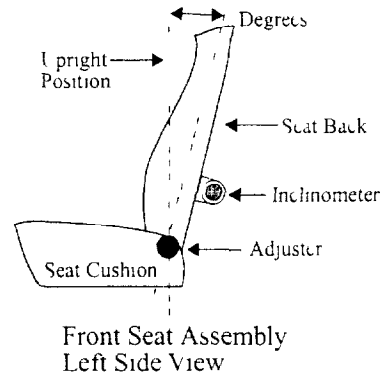 Degrees
Upright
Position
Seat Back
Inclinometer
Adjuster
Seat Cushion
Front Seat Assembly
Left Side View